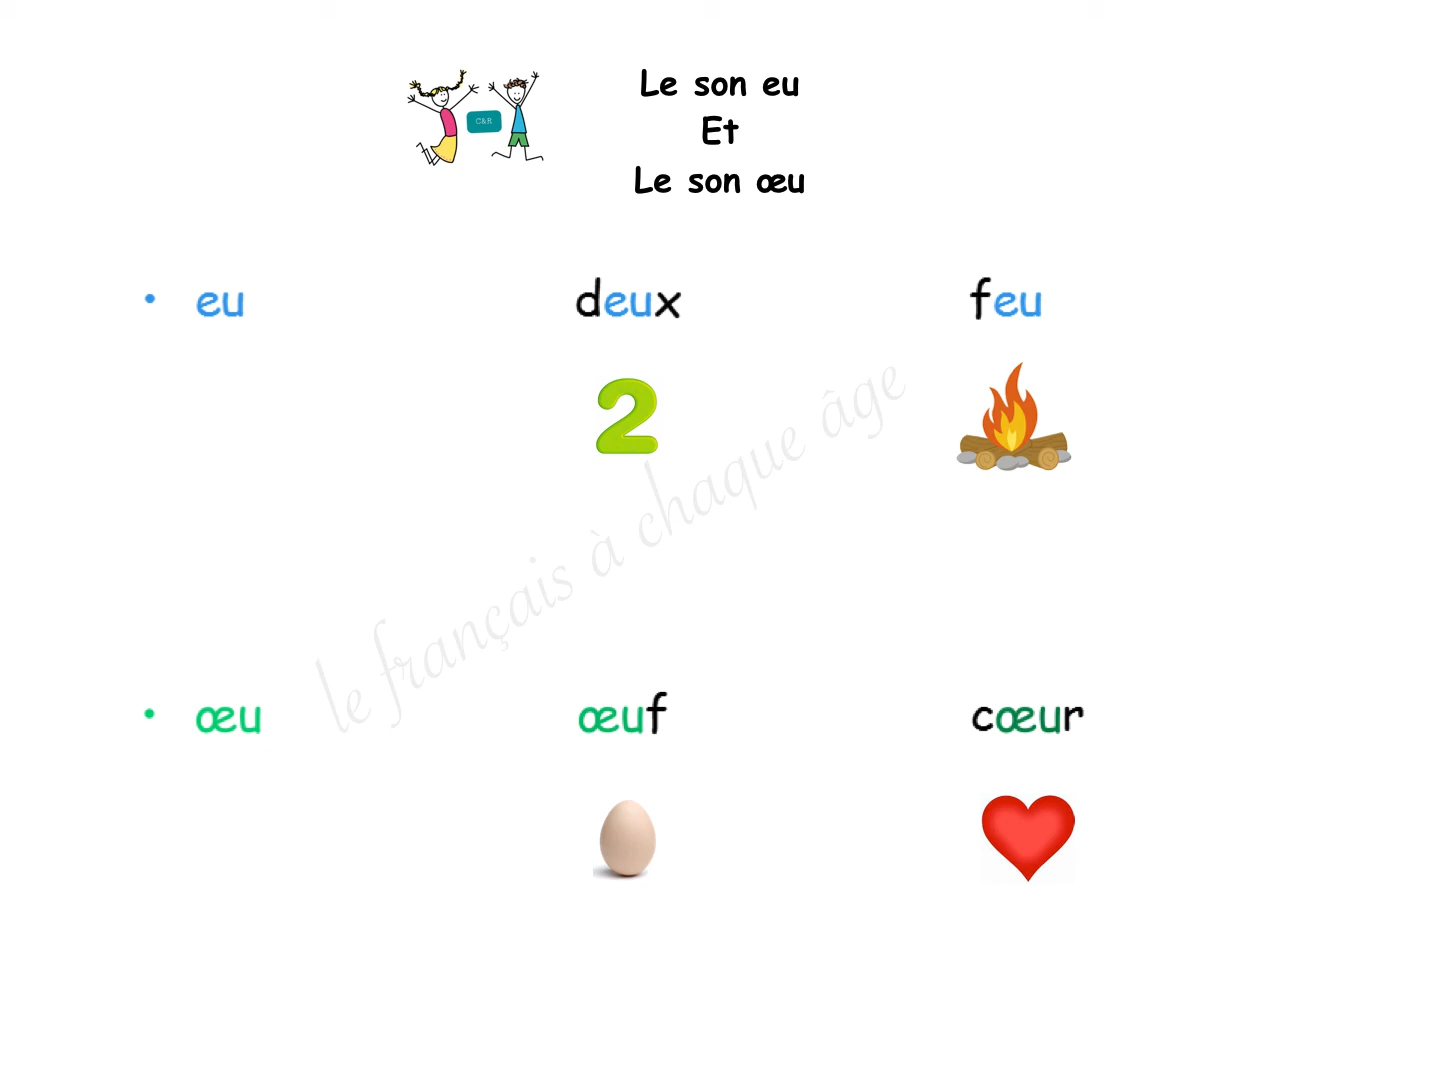 Le son eu
Et
Le son œu
C&R
• eu deux feu
2
le français à chaque âge
• œu œuf cœur